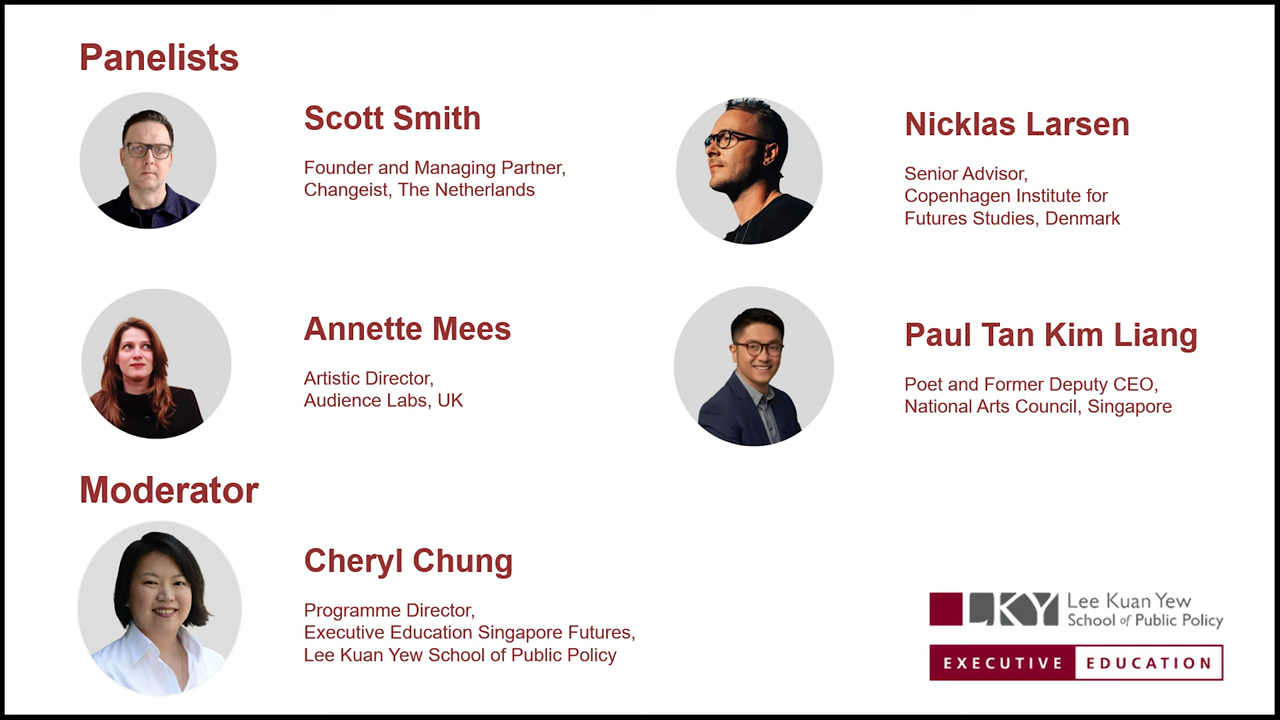 Panelists
Scott Smith
Founder and Managing Partner,
Changeist, The Netherlands
Nicklas Larsen
Senior Advisor,
Copenhagen Institute for
Futures Studies, Denmark
Annette Mees
Artistic Director,
Audience Labs, UK
Paul Tan Kim Liang
Poet and Former Deputy CEO,
National Arts Council, Singapore
Moderator
Cheryl Chung
Programme Director,
Executive Education Singapore Futures,
Lee Kuan Yew School of Public Policy
LKY Lee Kuan Yew
School of Public Policy
EXECUTIVE EDUCATION